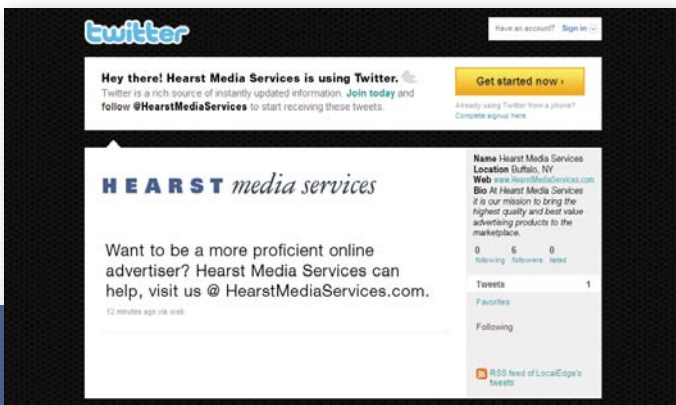 twitter
Have an account? Sign in
Hey there! Hearst Media Services is using Twitter.
Twitter is a rich source of instantly updated information. Join today and
follow @HearstMediaServices to start receiving these tweets.
Get started now ›
Already using Twitter from a phone?
Complete signup here
HEARST media services
Want to be a more proficient online
advertiser? Hearst Media Services can
help, visit us @ HearstMediaServices.com.
12 minutes ago via web
Name Hearst Media Services
Location Buffalo, NY
Web www.HearstMediaServices.com
Bio At Hearst Media Services
it is our mission to bring the
highest quality and best value
advertising products to the
marketplace.
0 6 0
following followers listed
Tweets 1
Favorites
Following
RSS feed of LocalEdge's
tweets